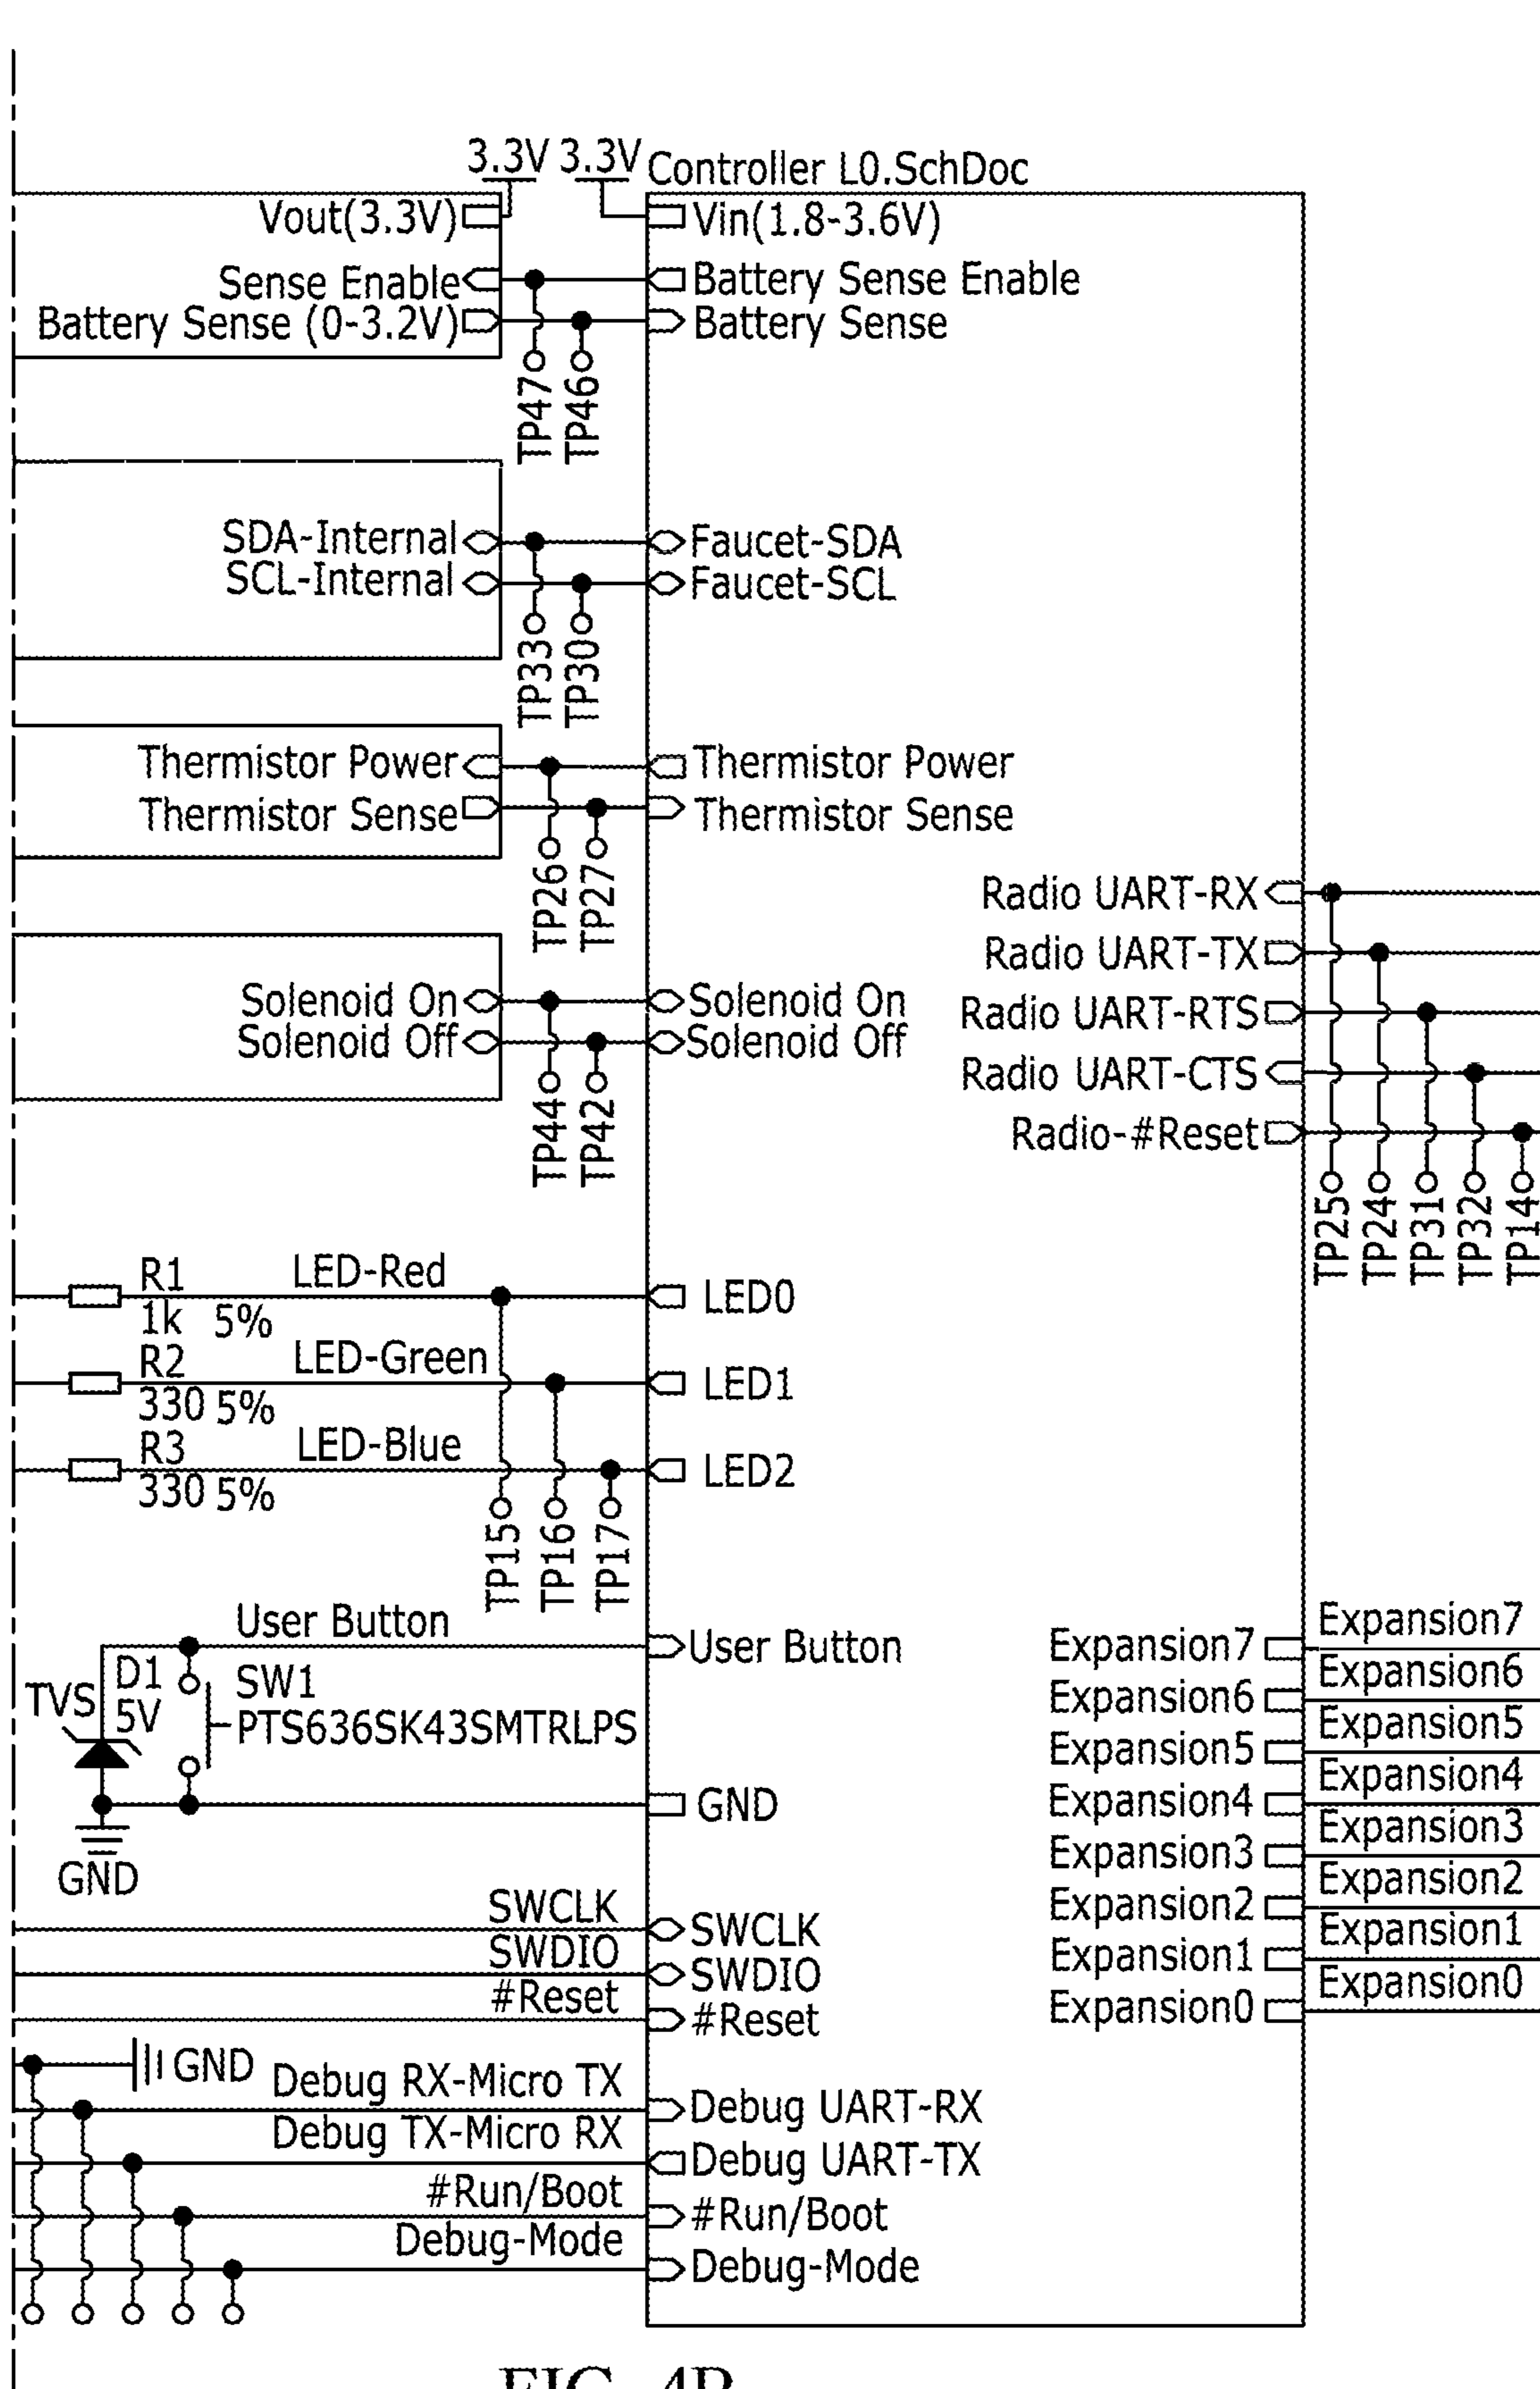 3.3V 3.3V Controller L0.SchDoc
Vout(3.3V) Vin(1.8-3.6V)
Sense Enable Battery Sense Enable
Battery Sense (0-3.2V) Battery Sense
TP47 TP46
SDA-Internal Faucet-SDA
SCL-Internal Faucet-SCL
TP33 TP30
Thermistor Power Thermistor Power
Thermistor Sense Thermistor Sense
TP26 TP27
Radio UART-RX
Radio UART-TX
Solenoid On Solenoid On Radio UART-RTS
Solenoid Off Solenoid Off Radio UART-CTS
Radio-#Reset
TP44 TP42
TP25 TP24 TP31 TP32 TP14
R1 LED-Red LED0
1k 5%
R2 LED-Green LED1
330 5%
R3 LED-Blue LED2
330 5%
TP15 TP16 TP17
User Button User Button
TVS D1 5V SW1
PTS636SK43SMTRLPS
GND
GND
Expansion7 Expansion7
Expansion6 Expansion6
Expansion5 Expansion5
Expansion4 Expansion4
Expansion3 Expansion3
Expansion2 Expansion2
Expansion1 Expansion1
Expansion0 Expansion0
SWCLK SWCLK
SWDIO SWDIO
#Reset #Reset
GND
Debug RX-Micro TX Debug UART-RX
Debug TX-Micro RX Debug UART-TX
#Run/Boot #Run/Boot
Debug-Mode Debug-Mode